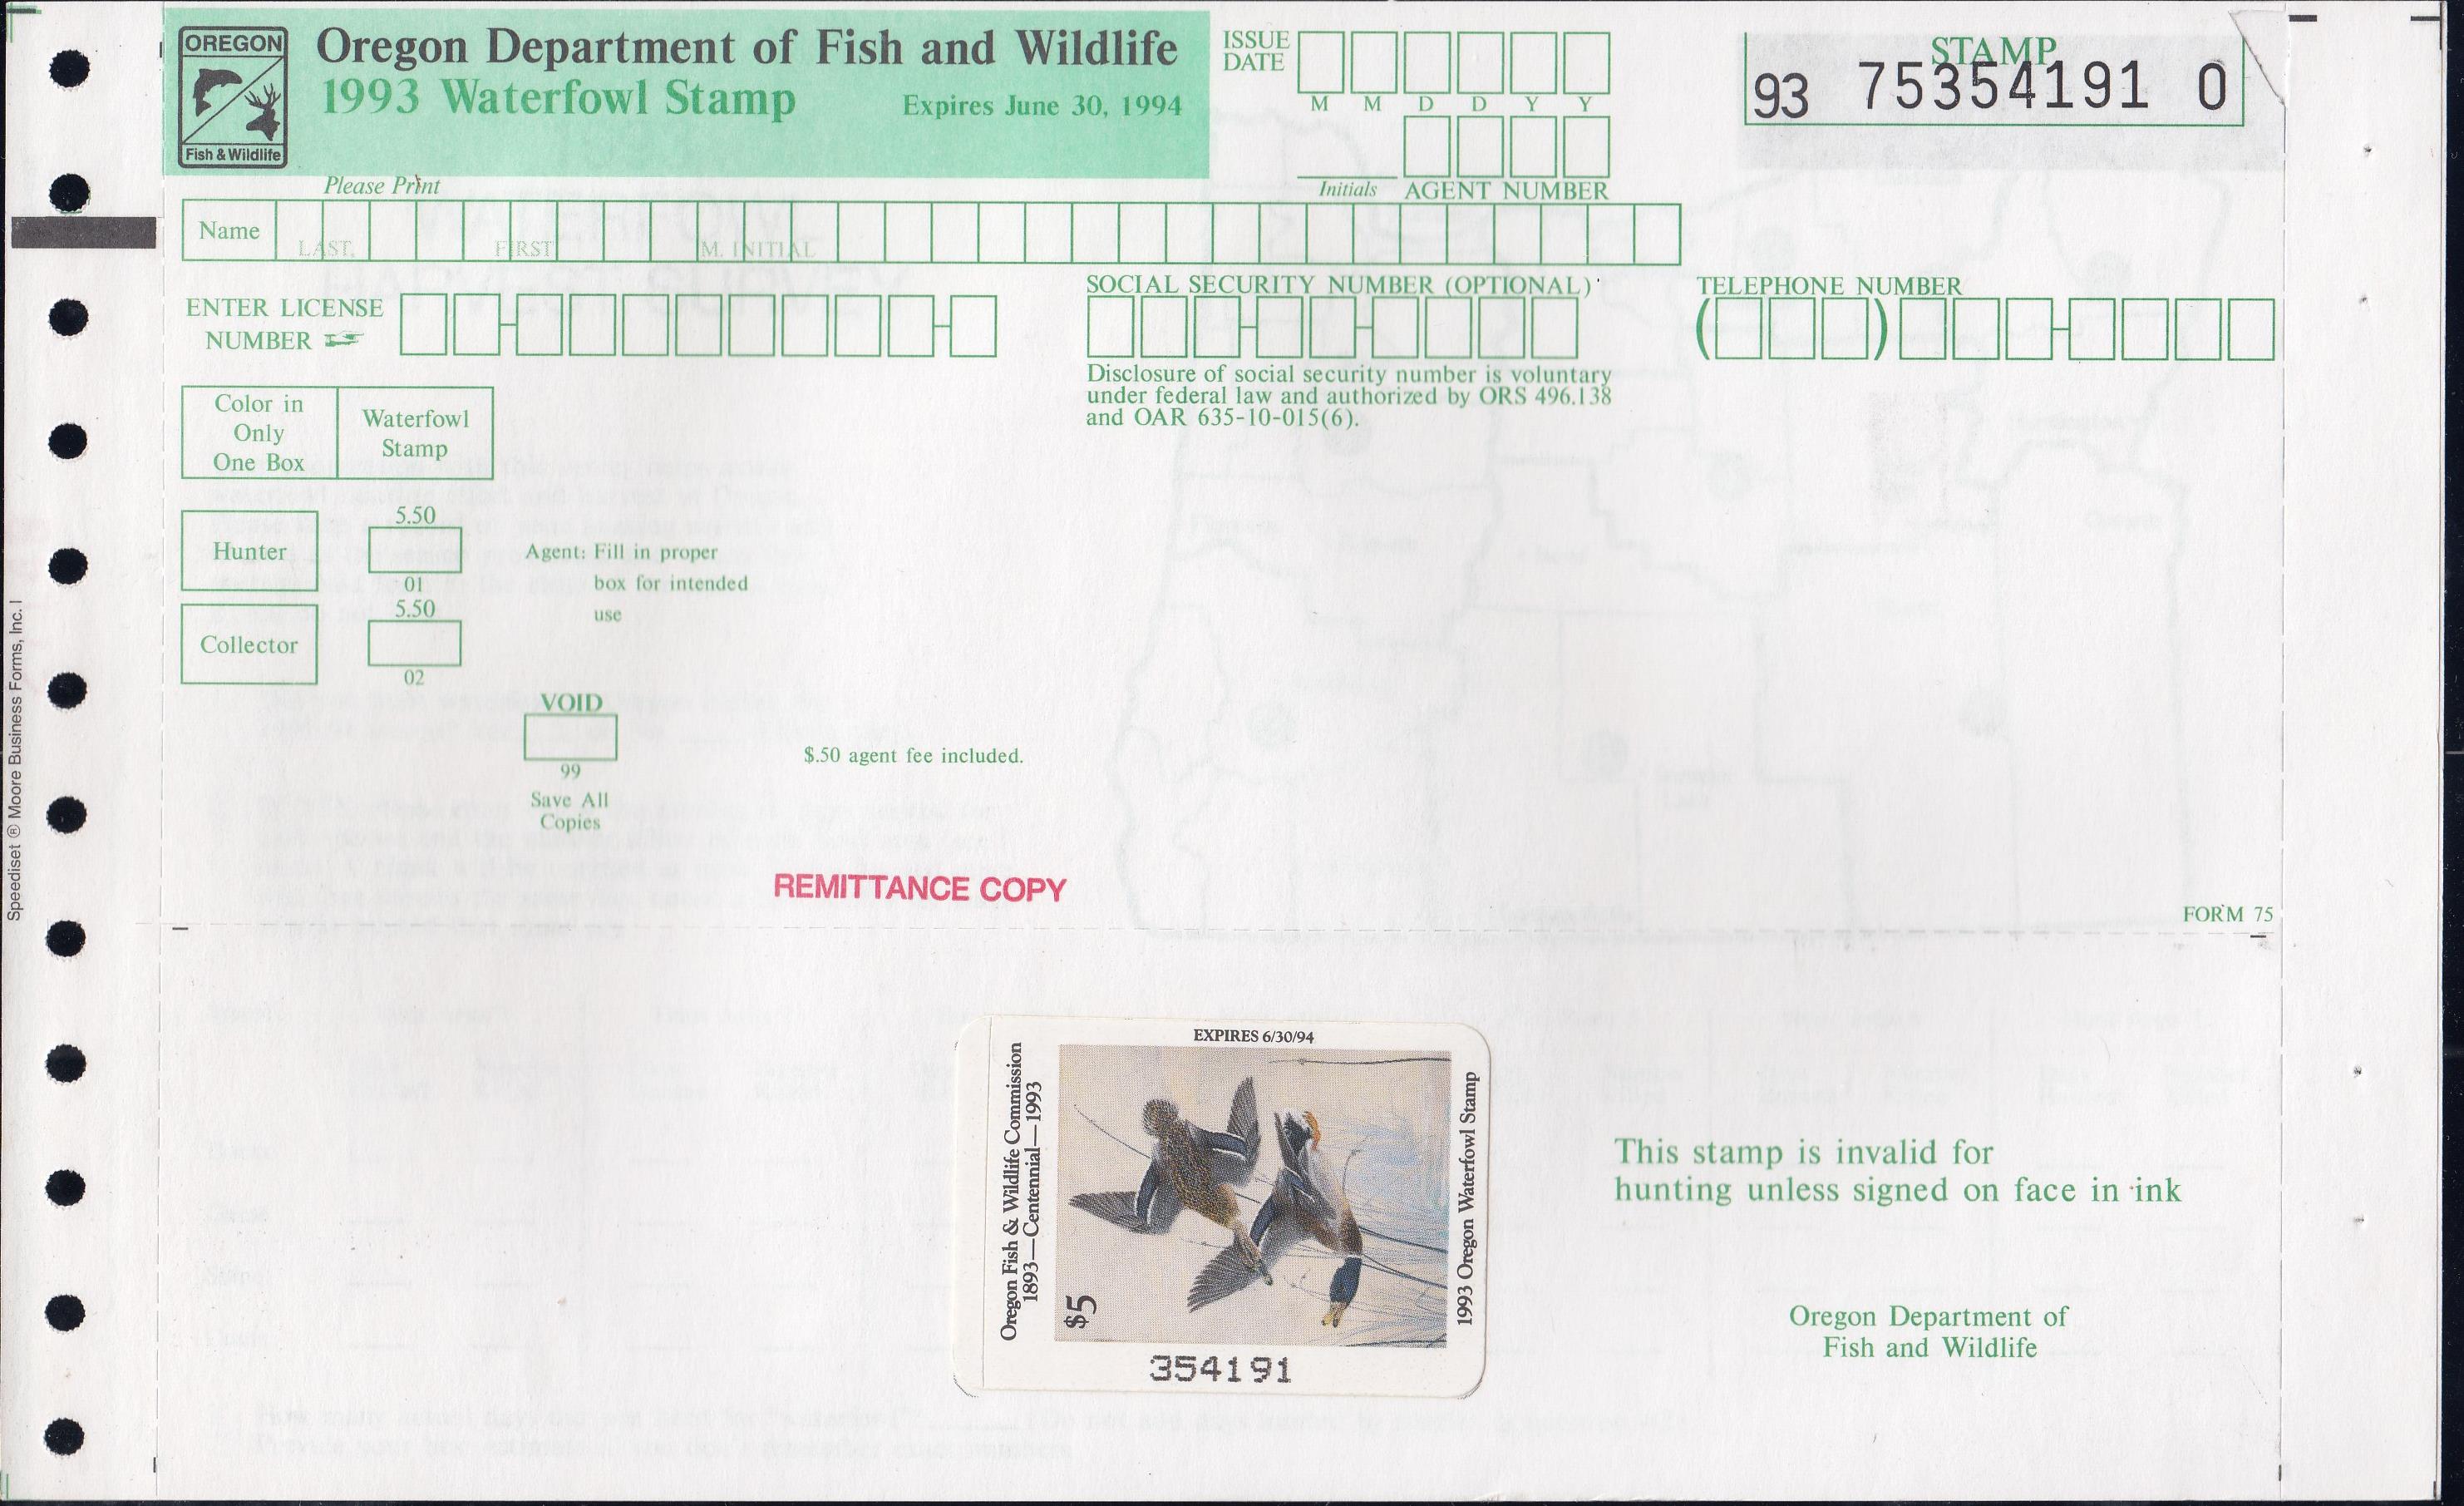 OREGON
Fish & Wildlife
Oregon Department of Fish and Wildlife
1993 Waterfowl Stamp
Expires June 30, 1994
ISSUE
DATE
M M D D Y Y
Initials AGENT NUMBER
STAMP
93 75354191 0
Please Print
Name
LAST, FIRST M. INITIAL
ENTER LICENSE
NUMBER
SOCIAL SECURITY NUMBER (OPTIONAL)
Disclosure of social security number is voluntary
under federal law and authorized by ORS 496.138
and OAR 635-10-015(6).
TELEPHONE NUMBER
Color in
Only
One Box
Waterfowl
Stamp
Hunter
5.50
01
Agent: Fill in proper
box for intended
use
Collector
5.50
02
VOID
99
Save All
Copies
$.50 agent fee included.
REMITTANCE COPY
FORM 75
Speediset ® Moore Business Forms, Inc. l
EXPIRES 6/30/94
Oregon Fish & Wildlife Commission
1893—Centennial—1993
$5
1993 Oregon Waterfowl Stamp
354191
This stamp is invalid for
hunting unless signed on face in ink
Oregon Department of
Fish and Wildlife